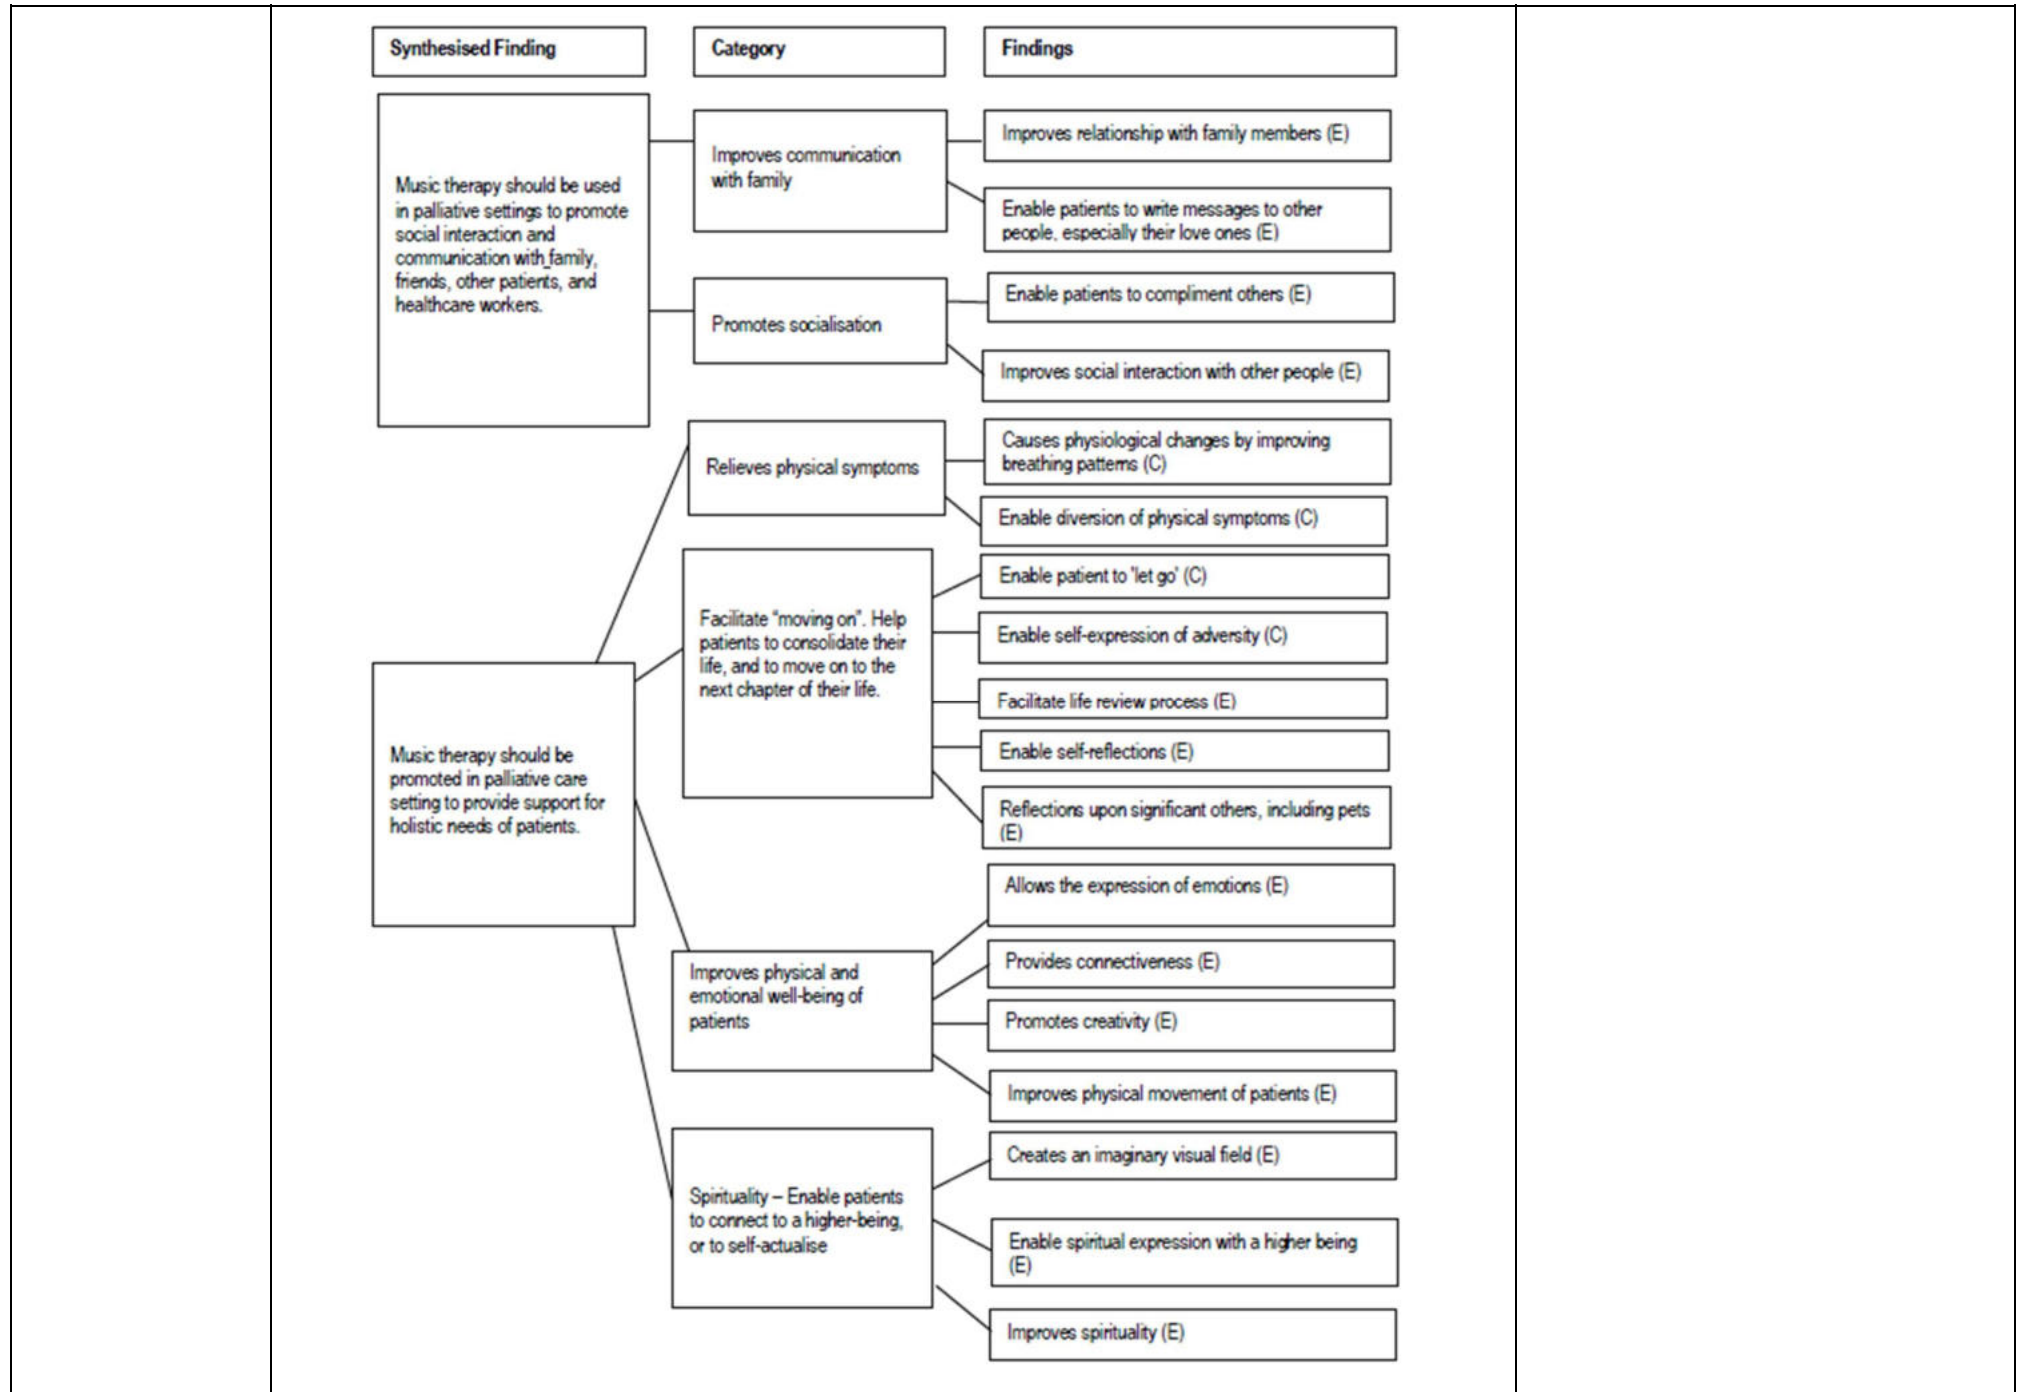 Synthesised Finding
Category
Findings
Music therapy should be used
in palliative settings to promote
social interaction and
communication with family,
friends, other patients, and
healthcare workers.
Improves communication
with family
Improves relationship with family members (E)
Enable patients to write messages to other
people, especially their love ones (E)
Promotes socialisation
Enable patients to compliment others (E)
Improves social interaction with other people (E)
Music therapy should be
promoted in palliative care
setting to provide support for
holistic needs of patients.
Relieves physical symptoms
Causes physiological changes by improving
breathing patterns (C)
Enable diversion of physical symptoms (C)
Facilitate “moving on”. Help
patients to consolidate their
life, and to move on to the
next chapter of their life.
Enable patient to 'let go' (C)
Enable self-expression of adversity (C)
Facilitate life review process (E)
Enable self-reflections (E)
Reflections upon significant others, including pets
(E)
Improves physical and
emotional well-being of
patients
Allows the expression of emotions (E)
Provides connectiveness (E)
Promotes creativity (E)
Improves physical movement of patients (E)
Spirituality – Enable patients
to connect to a higher-being,
or to self-actualise
Creates an imaginary visual field (E)
Enable spiritual expression with a higher being
(E)
Improves spirituality (E)